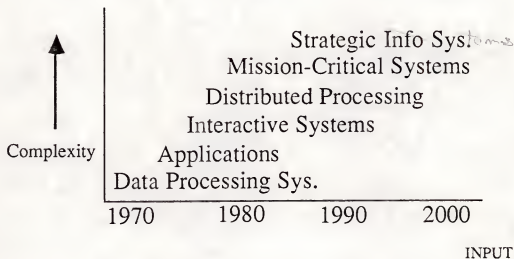 Strategic Info Sys.
Mission-Critical Systems
Distributed Processing
Interactive Systems
Complexity
Applications
Data Processing Sys.
1970 1980 1990 2000
INPUT